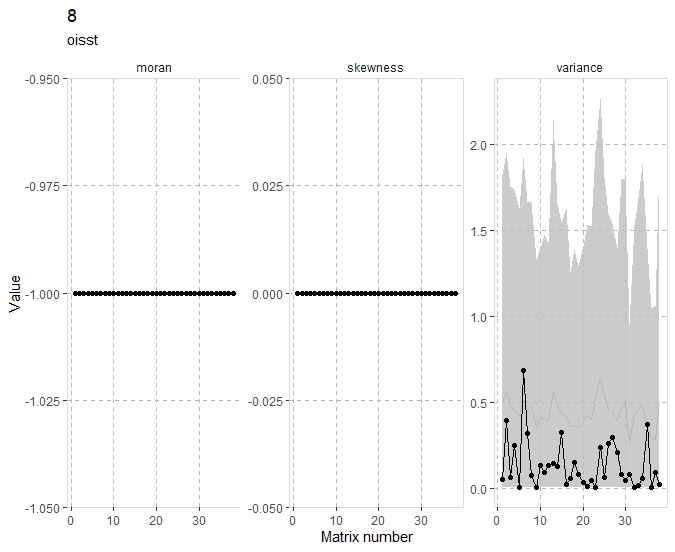 8
oisst
moran
skewness
variance
-0.950
-0.975
-1.000
-1.025
-1.050
0.050
0.025
0.000
-0.025
-0.050
2.0
1.5
1.0
0.5
0.0
0 10 20 30
0 10 20 30
0 10 20 30
Value
Matrix number